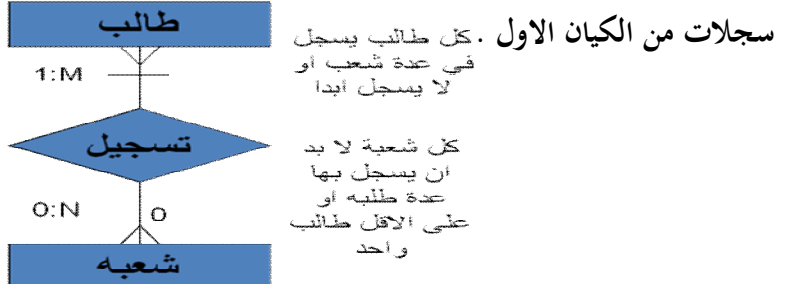 سجلات من الكيان الاول .
طالب
كل طالب يسجل
في عدة شعب او
لا يسجل ابدا
1:M
تسجيل
كل شعبة لا بد
ان يسجل بها
عدة طلبه او
على الاقل طالب
واحد
0:N
0
شعبه